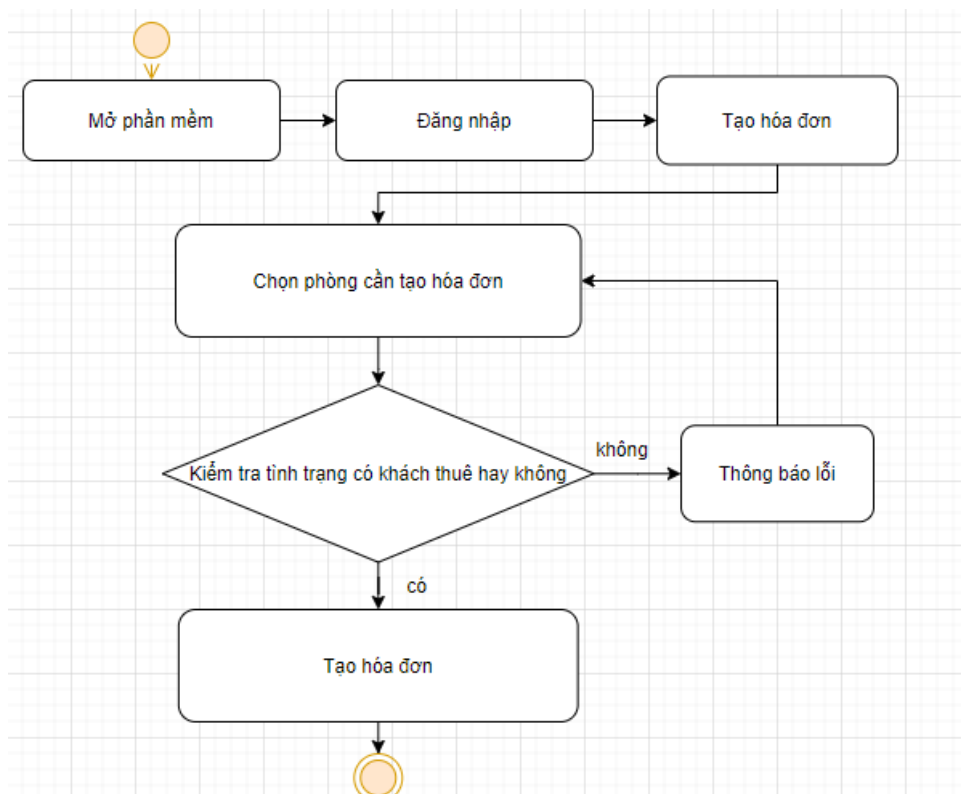 Mở phần mềm
Đăng nhập
Tạo hóa đơn
Chọn phòng cần tạo hóa đơn
Kiểm tra tình trạng có khách thuê hay không
không
Thông báo lỗi
có
Tạo hóa đơn